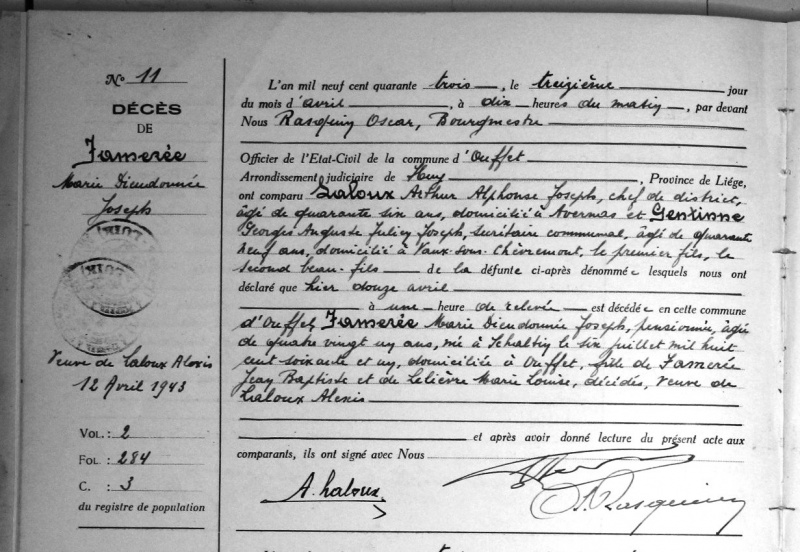 No 11
DÉCÈS
DE
Famerée
Marie Dieudonnée
Joseph
Veuve de Laloux Alexis
12 Avril 1943
VOL. : 2
FOL. : 284
C. : 3
du registre de population
L'an mil neuf cent quarante trois, le treizième jour
du mois d'avril, à dix heures du matin, par devant
Nous Rasquin Oscar, Bourgmestre
Officier de l'Etat-Civil de la commune d'Ouffet
Arrondissement judiciaire de Huy, Province de Liége,
ont comparu Laloux Arthur Alphonse Joseph, chef de district,
âgé de quarante six ans, domicilié à Avernas et Gentinne
Georges Auguste Julien Joseph, secrétaire communal, âgé de quarante
neuf ans, domicilié à Vaux-sous-Chèvremont, le premier fils, le
second beau-fils de la défunte ci-après dénommée lesquels nous ont
déclaré que hier douze avril
à une heure de relevée est décédée en cette commune
d'Ouffet, Famerée Marie Dieudonnée Joseph, pensionnée, âgée
de quatre vingt un ans, née à Schaltin le six juillet mil huit
cent soixante et un, domiciliée à Ouffet, fille de Famerée
Jean Baptiste et de Lelièvre Marie Louise, décédés, veuve de
Laloux Alexis
et après avoir donné lecture du présent acte aux
comparants, ils ont signé avec Nous
A. Laloux
O. Rasquin